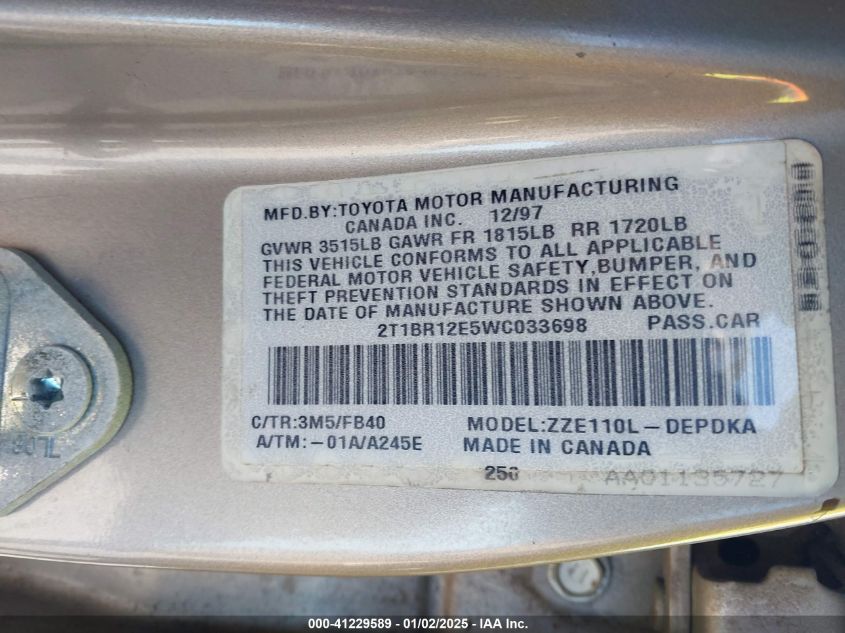 MFD.BY:TOYOTA MOTOR MANUFACTURING
CANADA INC. 12/97
GVWR 3515LB GAWR FR 1815LB RR 1720LB
THIS VEHICLE CONFORMS TO ALL APPLICABLE
FEDERAL MOTOR VEHICLE SAFETY,BUMPER, AND
THEFT PREVENTION STANDARDS IN EFFECT ON
THE DATE OF MANUFACTURE SHOWN ABOVE.
2T1BR12E5WC033698 PASS.CAR
C/TR:3M5/FB40 MODEL:ZZE110L-DEPDKA
A/TM:-01A/A245E MADE IN CANADA
250 AA01135727
000-41229589 - 01/02/2025 - IAA Inc.